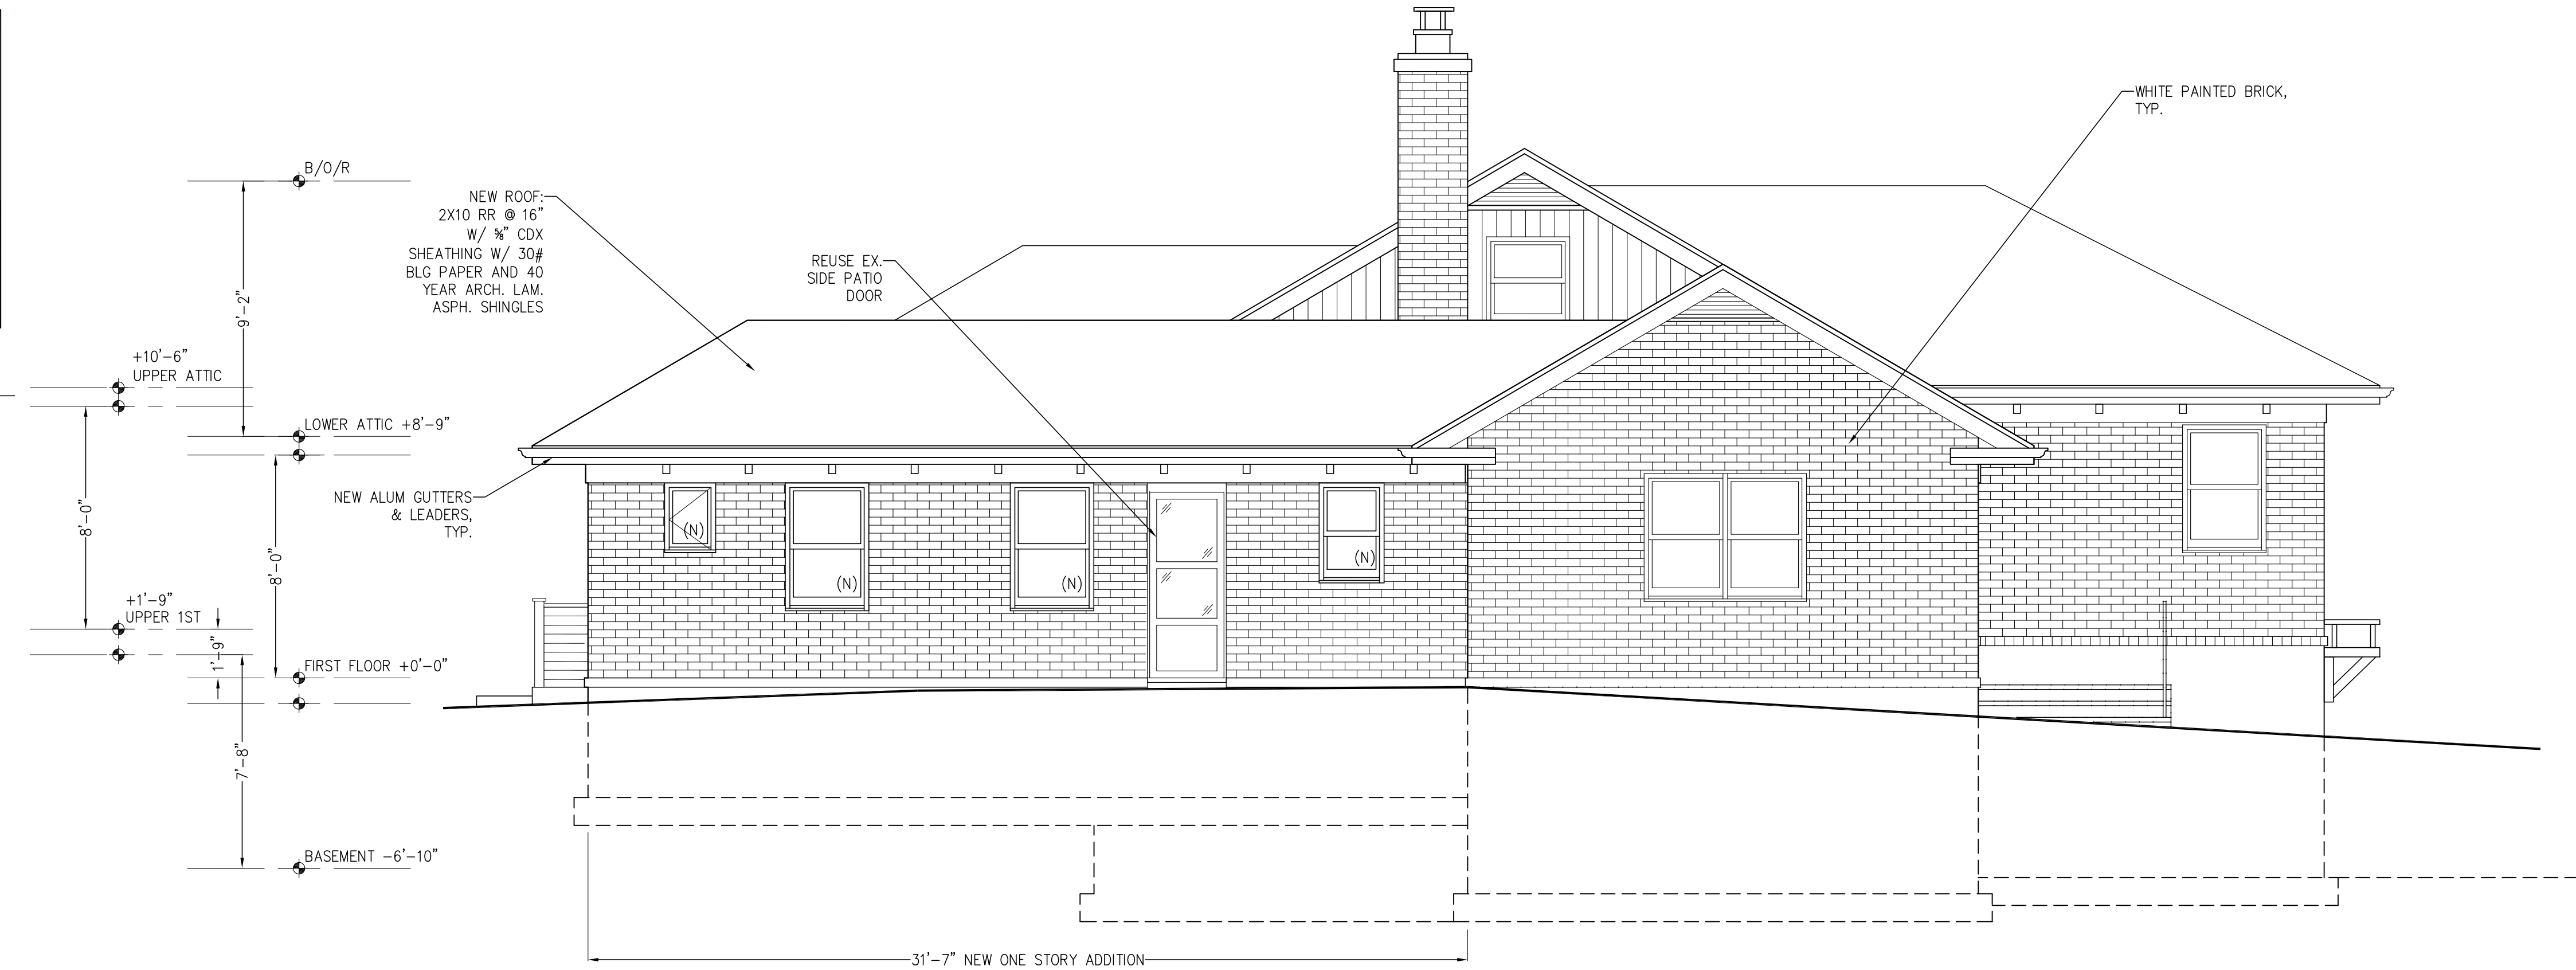 B/O/R
WHITE PAINTED BRICK,
TYP.
NEW ROOF:
2X10 RR @ 16"
W/ ⅝" CDX
SHEATHING W/ 30#
BLG PAPER AND 40
YEAR ARCH. LAM.
ASPH. SHINGLES
REUSE EX.
SIDE PATIO
DOOR
9'-2"
+10'-6"
UPPER ATTIC
LOWER ATTIC +8'-9"
NEW ALUM GUTTERS
& LEADERS,
TYP.
8'-0"
8'-0"
(N)
(N)
(N)
(N)
+1'-9"
UPPER 1ST
1'-9"
FIRST FLOOR +0'-0"
7'-8"
BASEMENT -6'-10"
31'-7" NEW ONE STORY ADDITION